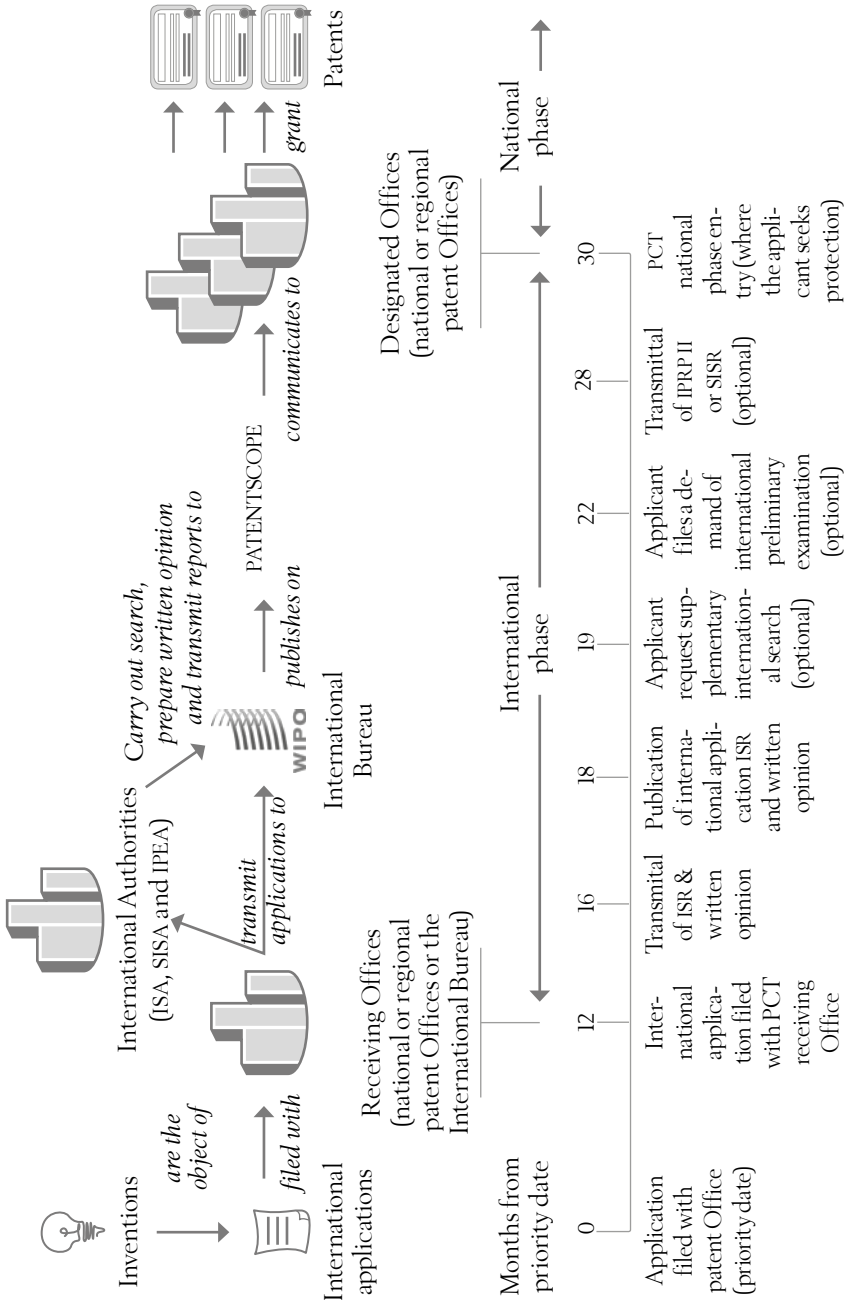 Inventions
are the
object of
International
applications
filed with
International Authorities
(ISA, SISA and IPEA)
transmit
applications to
Carry out search,
prepare written opinion
and transmit reports to
WIPO
International
Bureau
publishes on
PATENTSCOPE
communicates to
grant
Patents
Receiving Offices
(national or regional
patent Offices or the
International Bureau)
Designated Offices
(national or regional
patent Offices)
Months from
priority date
International
phase
National
phase
0
12
16
18
19
22
28
30
Application
filed with
patent Office
(priority date)
Inter-
national
applica-
tion filed
with PCT
receiving
Office
Transmital
of ISR &
written
opinion
Publication
of interna-
tional appli-
cation ISR
and written
opinion
Applicant
request sup-
plementary
internation-
al search
(optional)
Applicant
files a de-
mand of
international
preliminary
examination
(optional)
Transmittal
of IPRP II
or SISR
(optional)
PCT
national
phase en-
try (where
the appli-
cant seeks
protection)